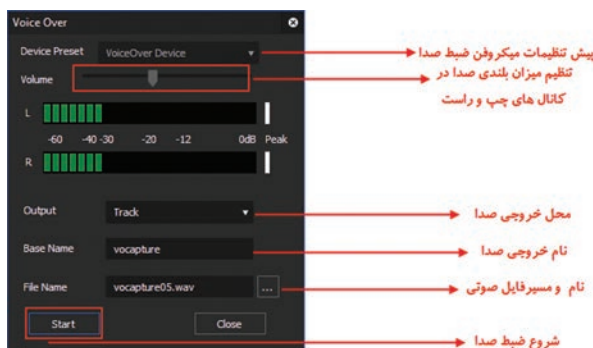 Voice Over
Device Preset VoiceOver Device
پیش تنظیمات میکروفن ضبط صدا
Volume
تنظیم میزان بلندی صدا در
کانال های چپ و راست
L
-60 -40 -30 -20 -12 0dB Peak
R
Output Track
محل خروجی صدا
Base Name vocapture
نام خروجی صدا
File Name vocapture05.wav ...
نام و مسیرفایل صوتی
Start Close
شروع ضبط صدا